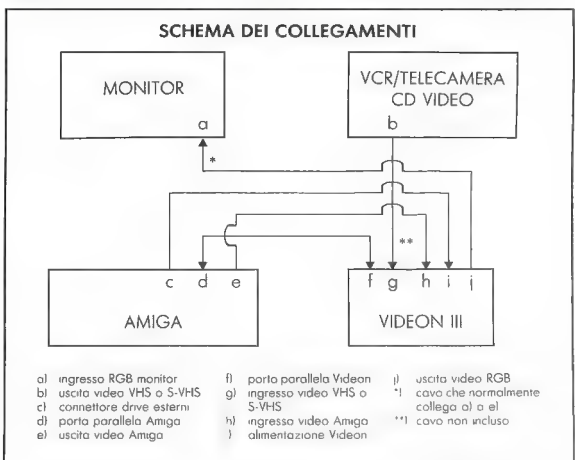 SCHEMA DEI COLLEGAMENTI
MONITOR
a
VCR/TELECAMERA
CD VIDEO
b
*
**
c d e
AMIGA
f g h i j
VIDEON III
a) ingresso RGB monitor
b) uscita video VHS o S-VHS
c) connettore drive esterni
d) porta parallela Amiga
e) uscita video Amiga
f) porta parallela Videon
g) ingresso video VHS o
S-VHS
h) ingresso video Amiga
i) alimentazione Videon
j) uscita video RGB
*) cavo che normalmente
collega a) a e)
**) cavo non incluso